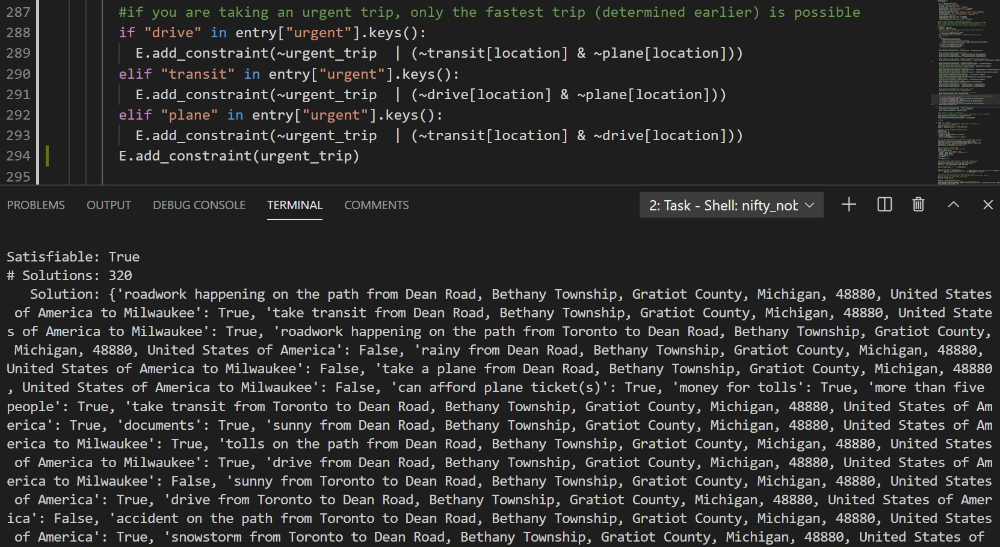 287 #if you are taking an urgent trip, only the fastest trip (determined earlier) is possible
288 if "drive" in entry["urgent"].keys():
289 E.add_constraint(~urgent_trip | (~transit[location] & ~plane[location]))
290 elif "transit" in entry["urgent"].keys():
291 E.add_constraint(~urgent_trip | (~drive[location] & ~plane[location]))
292 elif "plane" in entry["urgent"].keys():
293 E.add_constraint(~urgent_trip | (~transit[location] & ~drive[location]))
294 E.add_constraint(urgent_trip)
295
PROBLEMS OUTPUT DEBUG CONSOLE TERMINAL COMMENTS 2: Task - Shell: nifty_nob
Satisfiable: True
# Solutions: 320
Solution: {'roadwork happening on the path from Dean Road, Bethany Township, Gratiot County, Michigan, 48880, United States
of America to Milwaukee': True, 'take transit from Dean Road, Bethany Township, Gratiot County, Michigan, 48880, United State
s of America to Milwaukee': True, 'roadwork happening on the path from Toronto to Dean Road, Bethany Township, Gratiot County,
Michigan, 48880, United States of America': False, 'rainy from Dean Road, Bethany Township, Gratiot County, Michigan, 48880,
United States of America to Milwaukee': False, 'take a plane from Dean Road, Bethany Township, Gratiot County, Michigan, 48880
, United States of America to Milwaukee': False, 'can afford plane ticket(s)': True, 'money for tolls': True, 'more than five
people': True, 'take transit from Toronto to Dean Road, Bethany Township, Gratiot County, Michigan, 48880, United States of Am
erica': True, 'documents': True, 'sunny from Dean Road, Bethany Township, Gratiot County, Michigan, 48880, United States of Am
erica to Milwaukee': True, 'tolls on the path from Dean Road, Bethany Township, Gratiot County, Michigan, 48880, United States
of America to Milwaukee': True, 'drive from Dean Road, Bethany Township, Gratiot County, Michigan, 48880, United States of Am
erica to Milwaukee': False, 'sunny from Toronto to Dean Road, Bethany Township, Gratiot County, Michigan, 48880, United States
of America': True, 'drive from Toronto to Dean Road, Bethany Township, Gratiot County, Michigan, 48880, United States of Amer
ica': False, 'accident on the path from Toronto to Dean Road, Bethany Township, Gratiot County, Michigan, 48880, United States
of America': True, 'snowstorm from Toronto to Dean Road, Bethany Township, Gratiot County, Michigan, 48880, United States of